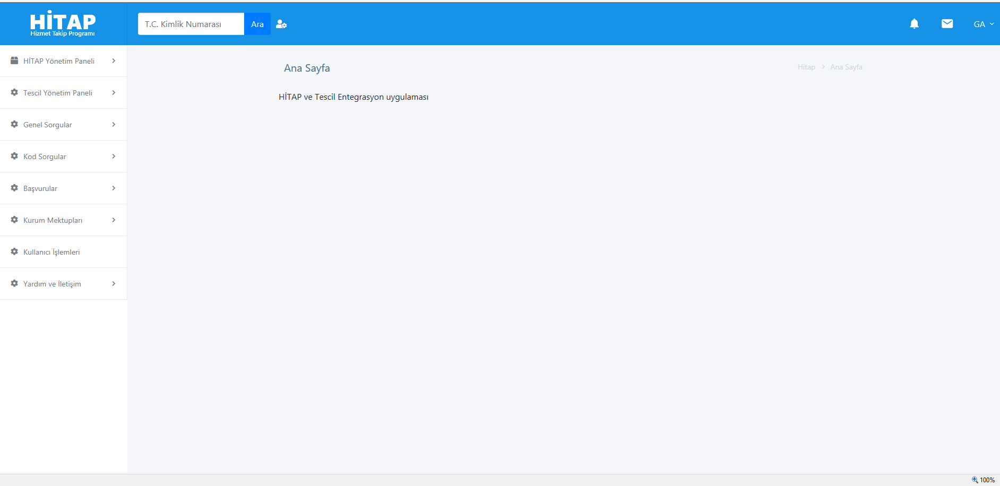 HİTAP
Hizmet Takip Programı
T.C. Kimlik Numarası
Ara
GA
HİTAP Yönetim Paneli
Tescil Yönetim Paneli
Genel Sorgular
Kod Sorgular
Başvurular
Kurum Mektupları
Kullanıcı İşlemleri
Yardım ve İletişim
Ana Sayfa
Hitap > Ana Sayfa
HİTAP ve Tescil Entegrasyon uygulaması
100%